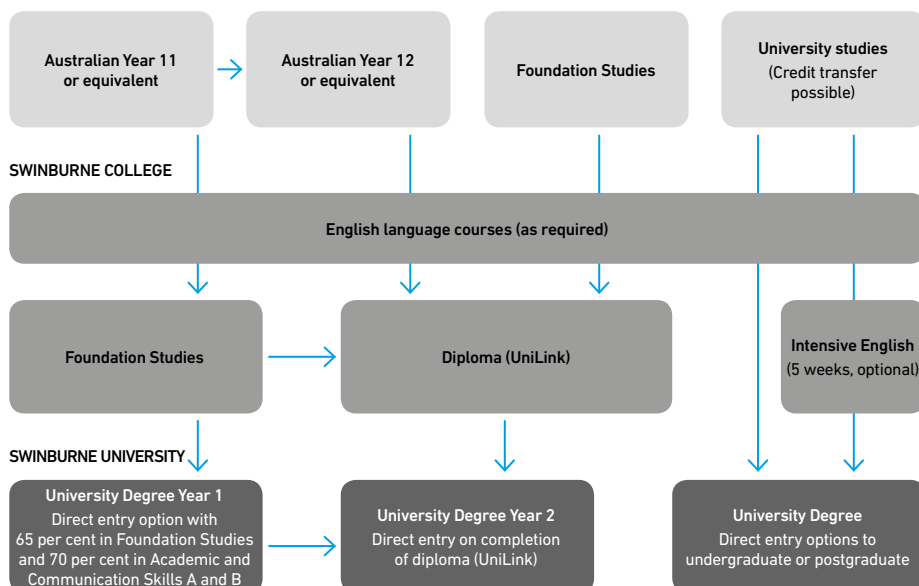 Australian Year 11
or equivalent
Australian Year 12
or equivalent
Foundation Studies
University studies
(Credit transfer
possible)
SWINBURNE COLLEGE
English language courses (as required)
Foundation Studies
Diploma (UniLink)
Intensive English
(5 weeks, optional)
SWINBURNE UNIVERSITY
University Degree Year 1
Direct entry option with
65 per cent in Foundation Studies
and 70 per cent in Academic and
Communication Skills A and B
University Degree Year 2
Direct entry on completion
of diploma (UniLink)
University Degree
Direct entry options to
undergraduate or postgraduate